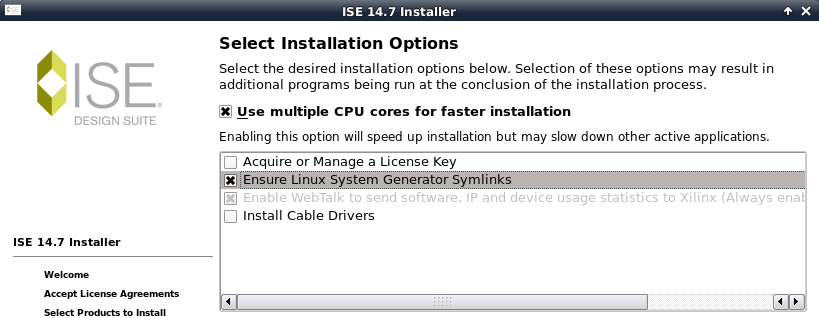 ISE 14.7 Installer
Select Installation Options
Select the desired installation options below. Selection of these options may result in
additional programs being run at the conclusion of the installation process.
Use multiple CPU cores for faster installation
Enabling this option will speed up installation but may slow down other active applications.
Acquire or Manage a License Key
Ensure Linux System Generator Symlinks
Enable WebTalk to send software, IP and device usage statistics to Xilinx (Always enab
Install Cable Drivers
ISE
DESIGN SUITE
ISE 14.7 Installer
Welcome
Accept License Agreements
Select Products to Install